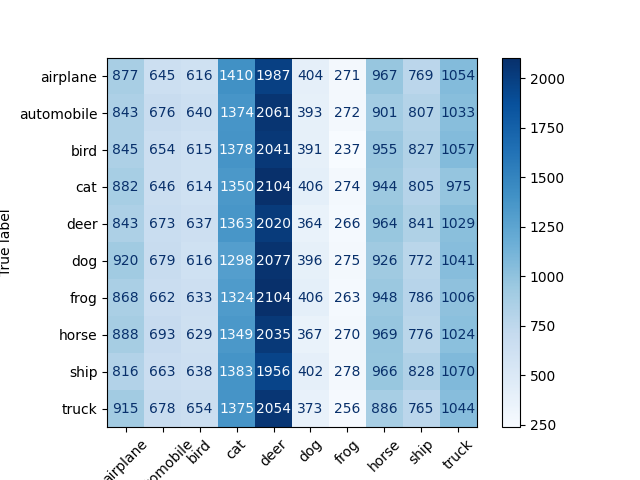 airplane 877 645 616 1410 1987 404 271 967 769 1054
automobile 843 676 640 1374 2061 393 272 901 807 1033
bird 845 654 615 1378 2041 391 237 955 827 1057
cat 882 646 614 1350 2104 406 274 944 805 975
deer 843 673 637 1363 2020 364 266 964 841 1029
dog 920 679 616 1298 2077 396 275 926 772 1041
frog 868 662 633 1324 2104 406 263 948 786 1006
horse 888 693 629 1349 2035 367 270 969 776 1024
ship 816 663 638 1383 1956 402 278 966 828 1070
truck 915 678 654 1375 2054 373 256 886 765 1044
airplane omobile bird cat deer dog frog horse ship truck
True label
2000
1750
1500
1250
1000
750
500
250